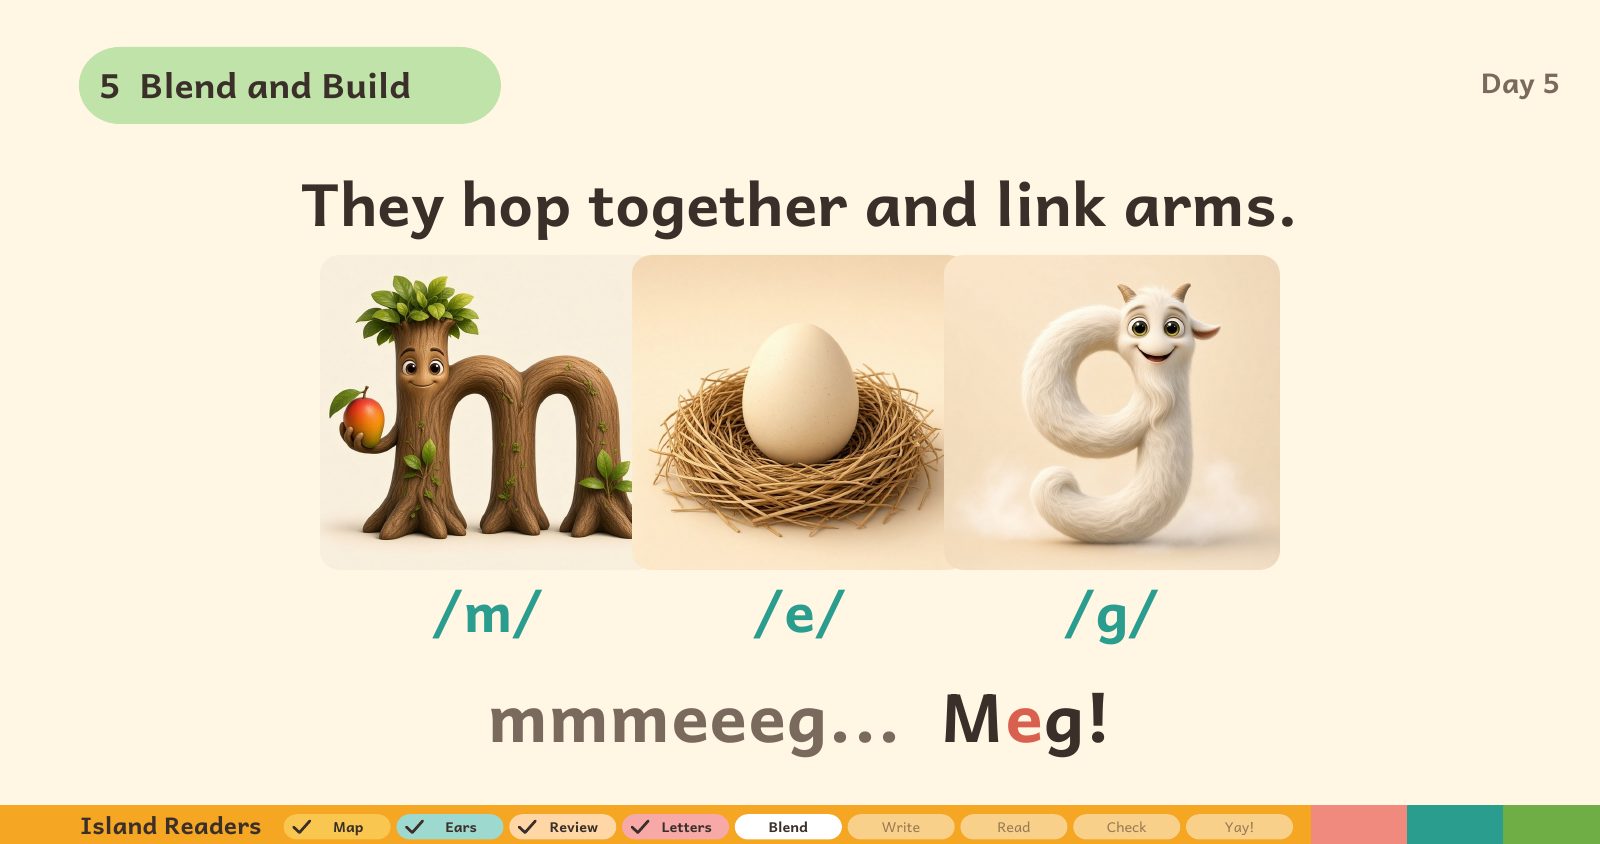 5 Blend and Build
Day 5
They hop together and link arms.
/m/ /e/ /g/
mmmeeeg... Meg!
Island Readers Map Ears Review Letters Blend Write Read Check Yay!